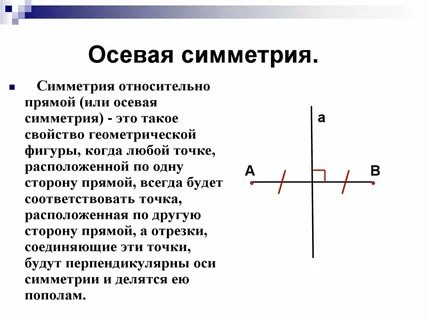 Осевая симметрия.
Симметрия относительно
прямой (или осевая
симметрия) - это такое
свойство геометрической
фигуры, когда любой точке,
расположенной по одну
сторону прямой, всегда будет
соответствовать точка,
расположенная по другую
сторону прямой, а отрезки,
соединяющие эти точки,
будут перпендикулярны оси
симметрии и делятся ею
пополам.
а
А
В